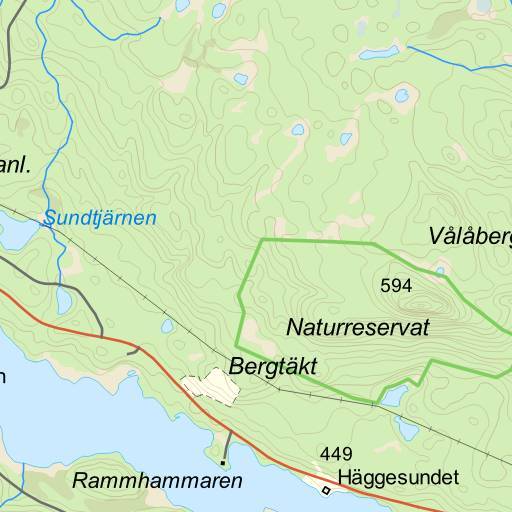 anl.
Sundtjärnen
Vålåberg
594
Naturreservat
Bergtäkt
n
449
Häggesundet
Rammhammaren